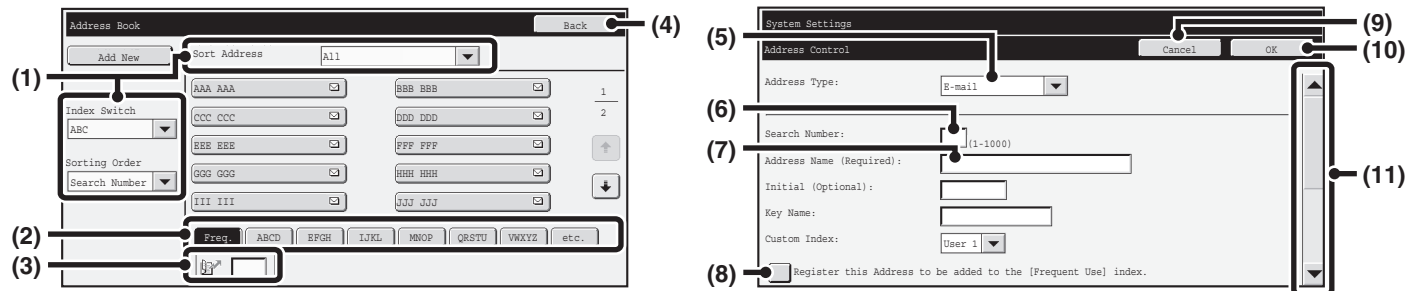 Address Book
Back
(4)
Add New
Sort Address
All
(1)
AAA AAA
BBB BBB
1
Index Switch
CCC CCC
DDD DDD
2
ABC
EEE EEE
FFF FFF
Sorting Order
GGG GGG
HHH HHH
Search Number
III III
JJJ JJJ
(2)
Freq.
ABCD
EFGH
IJKL
MNOP
QRSTU
VWXYZ
etc.
(3)
System Settings
(9)
(5)
Address Control
Cancel
OK
(10)
Address Type:
E-mail
(6)
Search Number:
(1-1000)
(7)
Address Name (Required):
(11)
Initial (Optional):
Key Name:
Custom Index:
User 1
(8)
Register this Address to be added to the [Frequent Use] index.